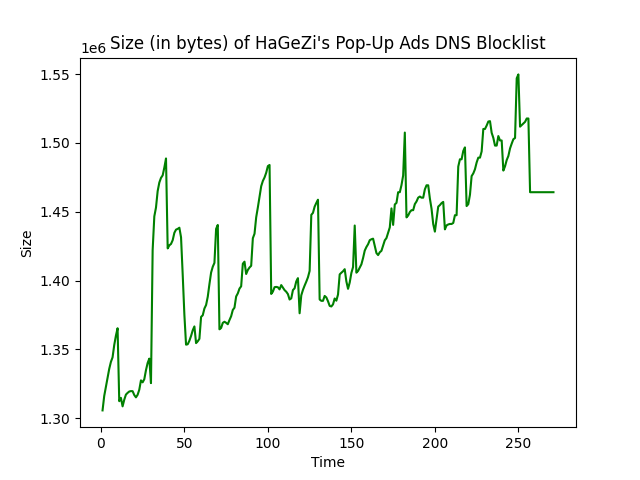 1e6
Size (in bytes) of HaGeZi's Pop-Up Ads DNS Blocklist
1.55
1.50
1.45
1.40
1.35
1.30
Size
0 50 100 150 200 250
Time